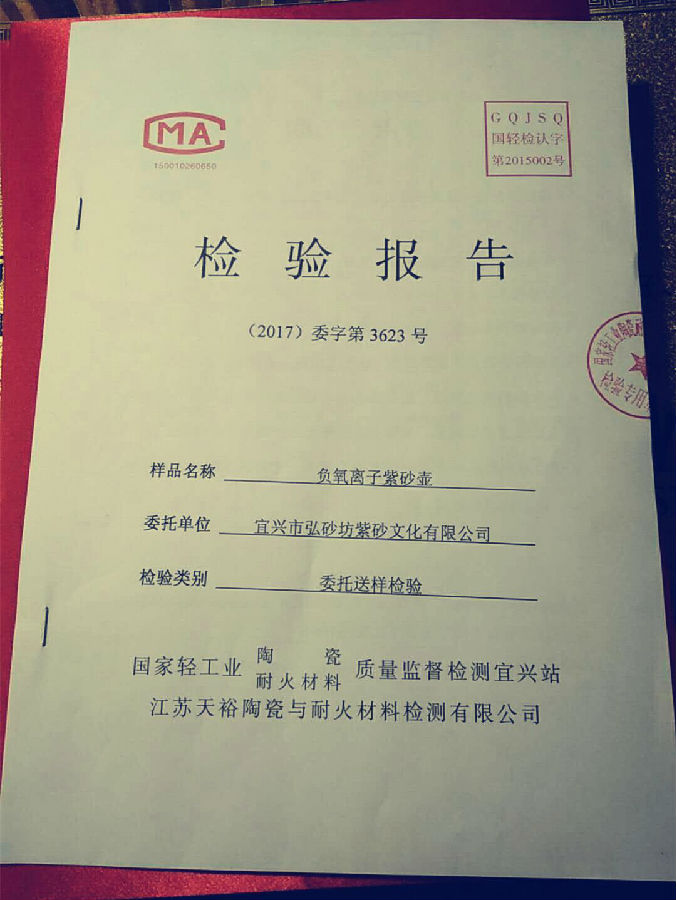 CMA
150010260650
GQJSQ
国轻检认字
第2015002号
检验报告
（2017）委字第3623号
样品名称 负氧离子紫砂壶
委托单位 宜兴市弘砂坊紫砂文化有限公司
检验类别 委托送样检验
国家轻工业 陶瓷 耐火材料 质量监督检测宜兴站
江苏天裕陶瓷与耐火材料检测有限公司